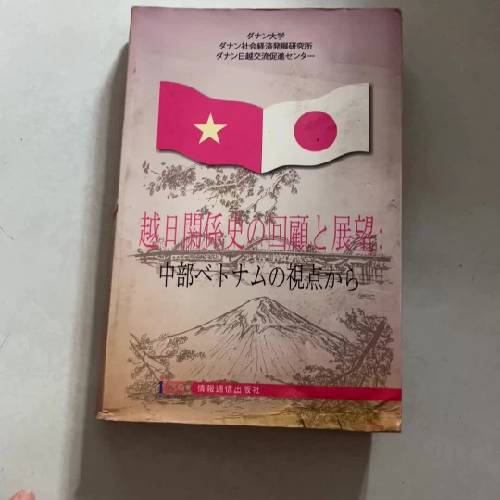 ダナン大学
ダナン社会経済発展研究所
ダナン日越交流促進センター
越日関係史の回顧と展望:
中部ベトナムの視点から
情報通信出版社